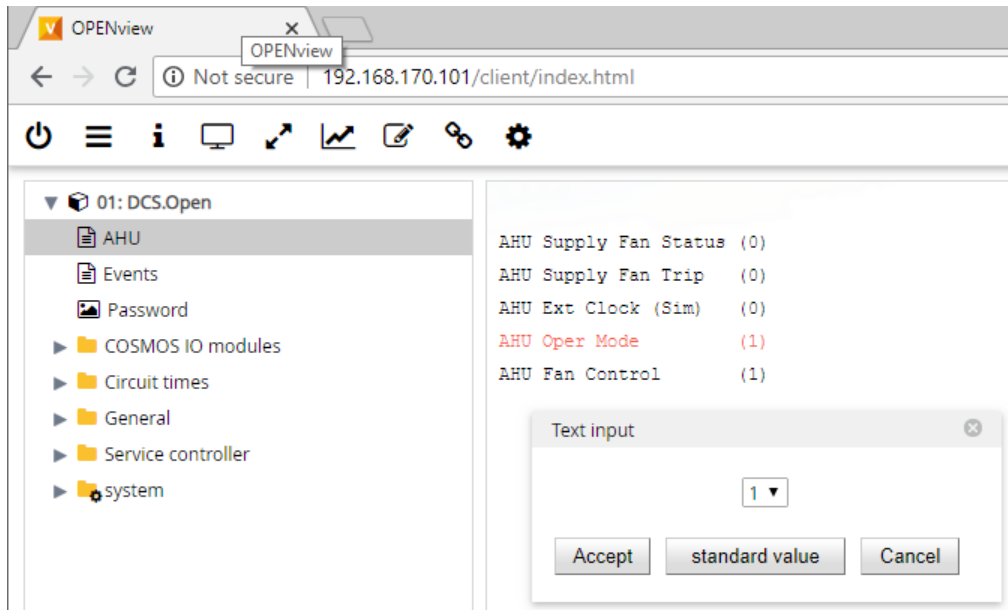 OPENview
OPENview
Not secure 192.168.170.101/client/index.html
01: DCS.Open
AHU
Events
Password
COSMOS IO modules
Circuit times
General
Service controller
system
AHU Supply Fan Status (0)
AHU Supply Fan Trip (0)
AHU Ext Clock (Sim) (0)
AHU Oper Mode (1)
AHU Fan Control (1)
Text input
1
Accept standard value Cancel